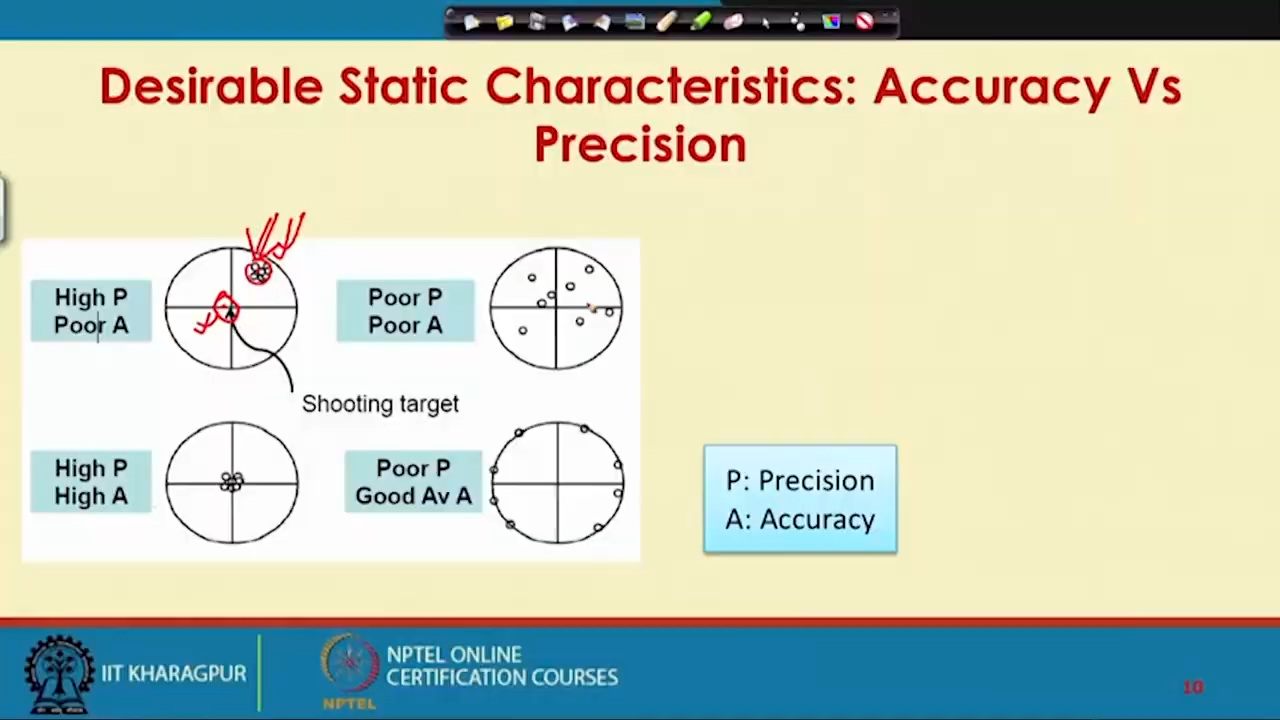 Desirable Static Characteristics: Accuracy Vs
Precision
High P
Poor A
Poor P
Poor A
Shooting target
High P
High A
Poor P
Good Av A
P: Precision
A: Accuracy
IIT KHARAGPUR
NPTEL
NPTEL ONLINE
CERTIFICATION COURSES
10